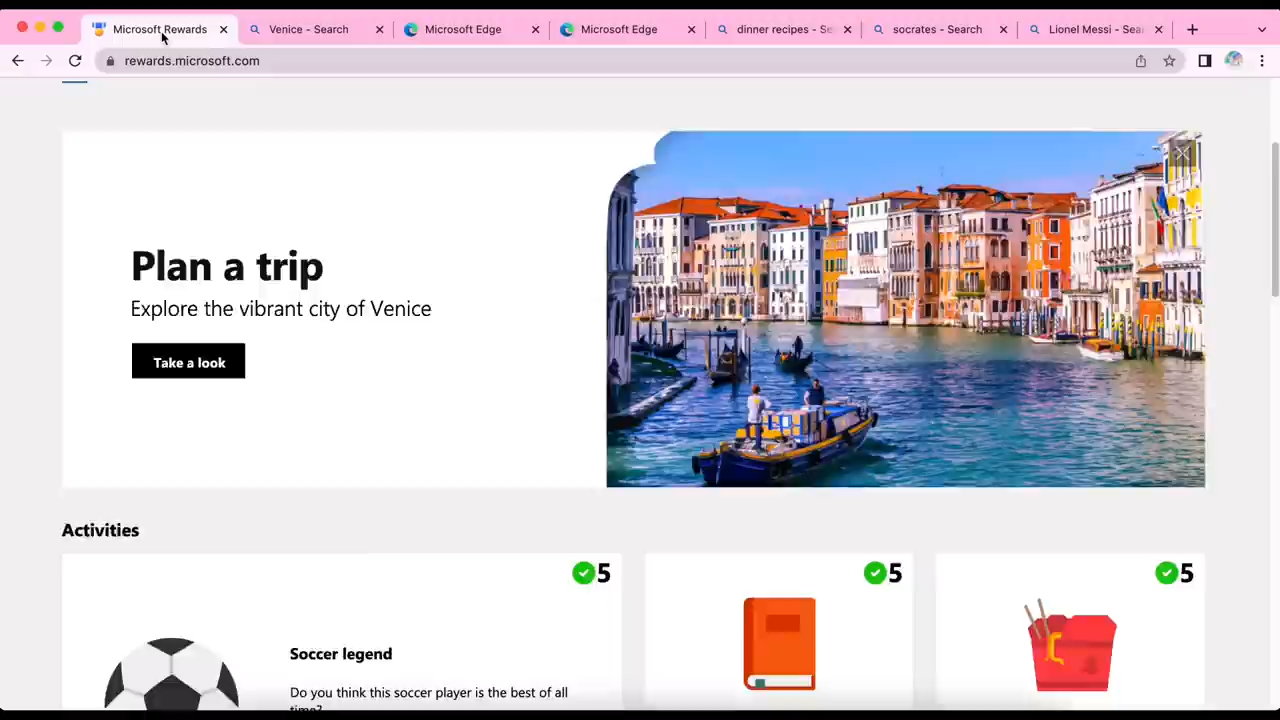 Microsoft Rewards
Venice - Search
Microsoft Edge
Microsoft Edge
dinner recipes - Se
socrates - Search
Lionel Messi - Sea
rewards.microsoft.com
Plan a trip
Explore the vibrant city of Venice
Take a look
Activities
5
5
5
Soccer legend
Do you think this soccer player is the best of all
time?